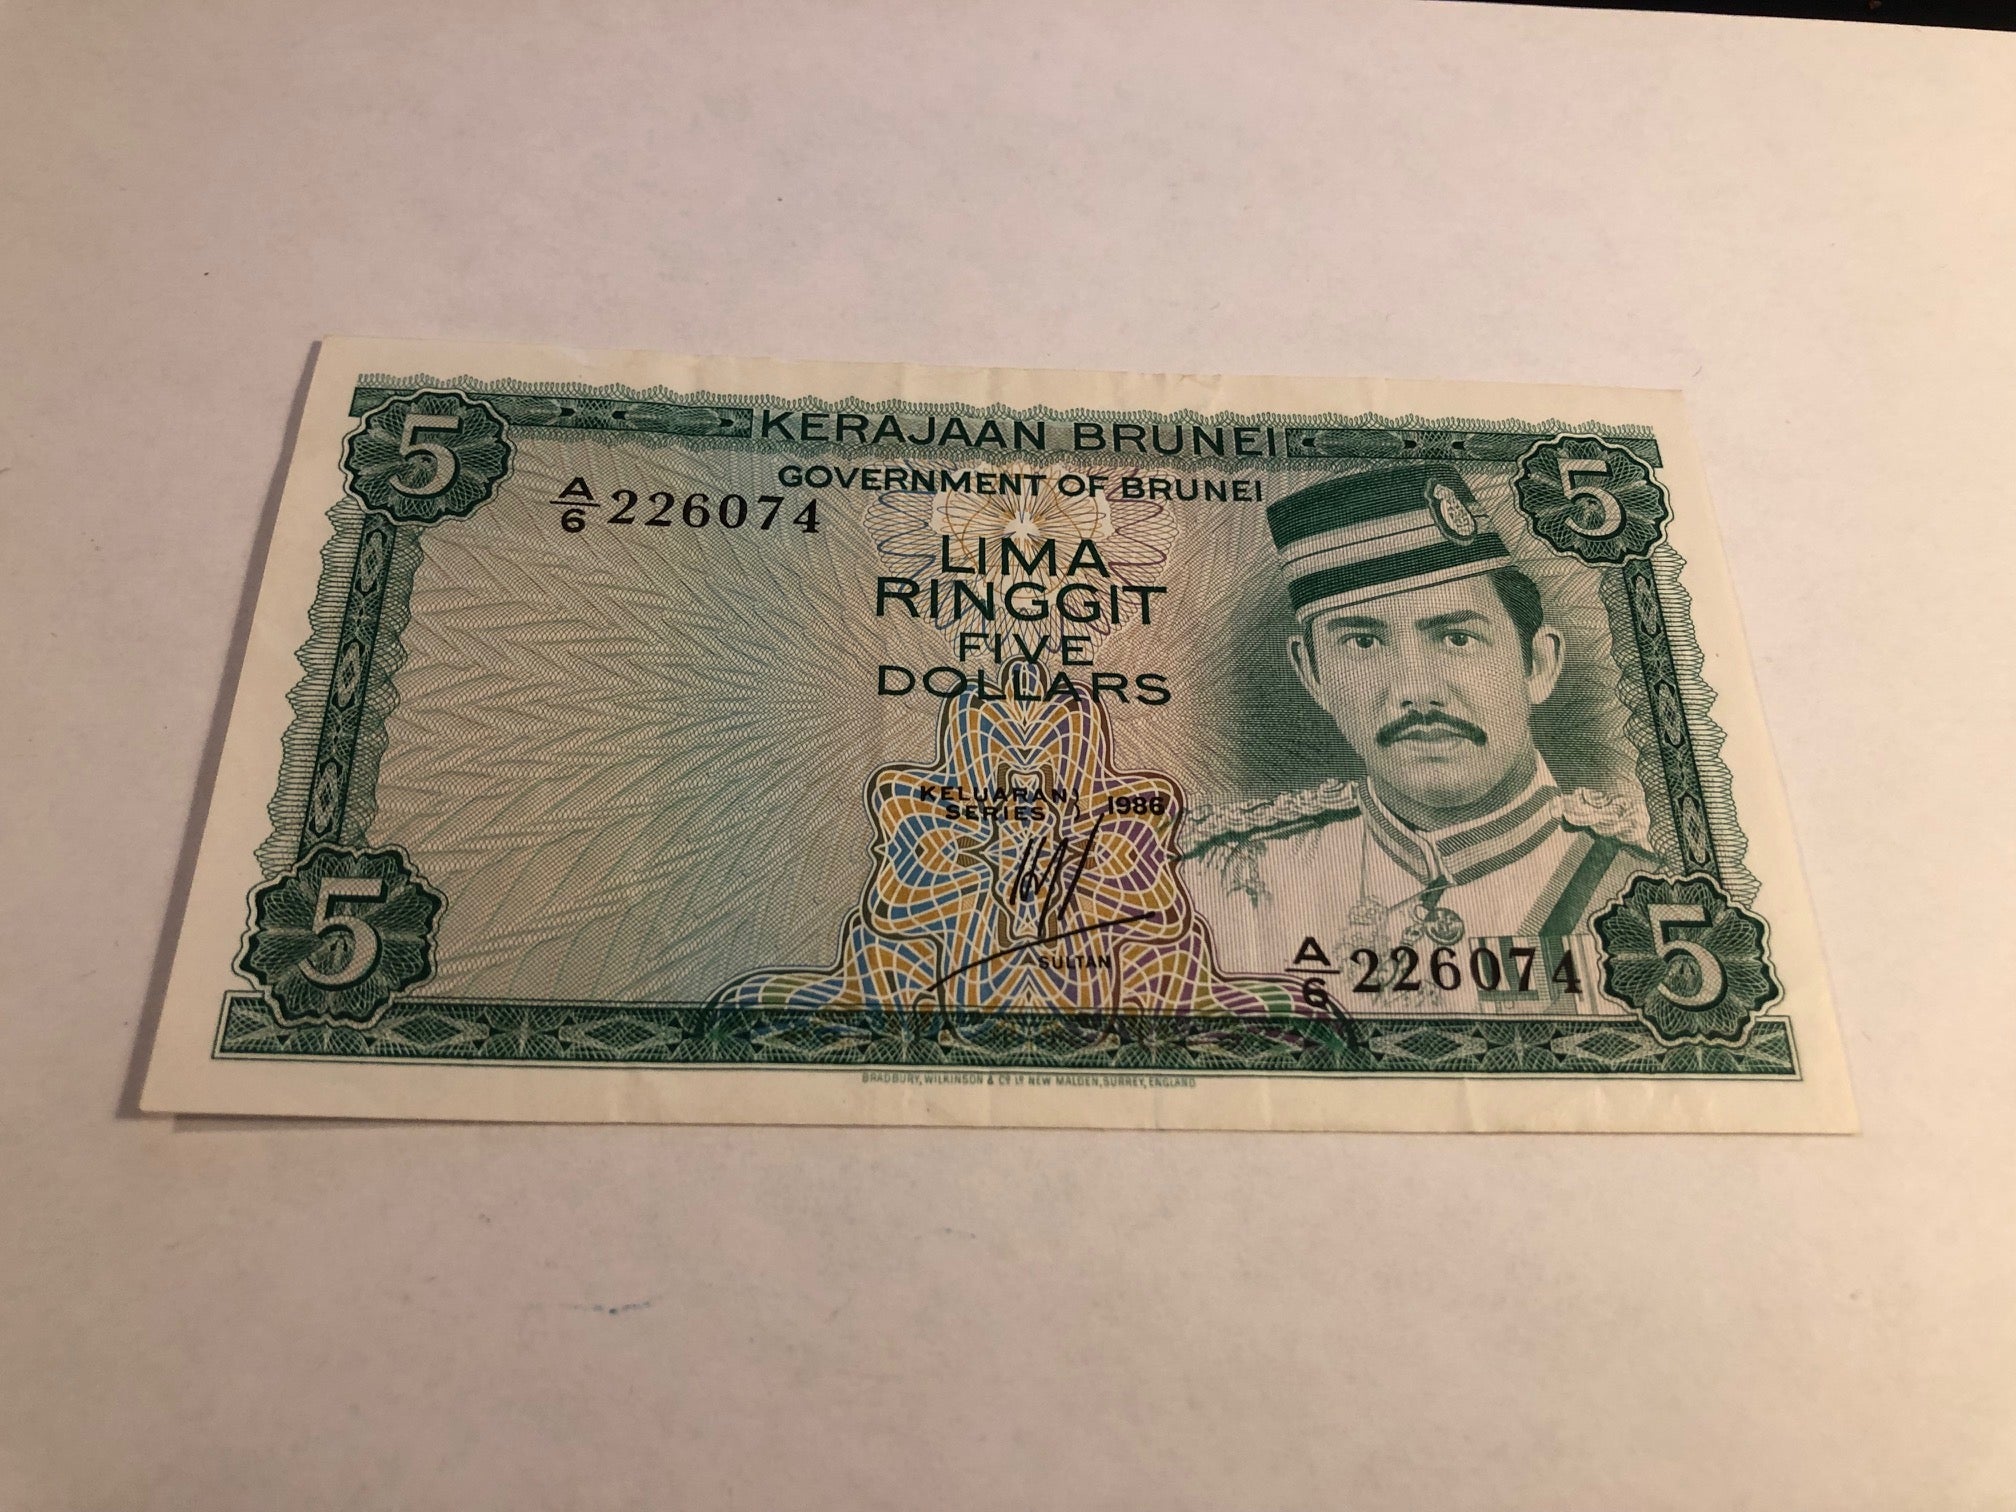 5
KERAJAAN BRUNEI
5
GOVERNMENT OF BRUNEI
A/6 226074
LIMA
RINGGIT
FIVE
DOLLARS
KELUARAN
SERIES } 1986
SULTAN
A/6 226074
5
5
BRADBURY, WILKINSON & Cº Lº NEW MALDEN, SURREY, ENGLAND